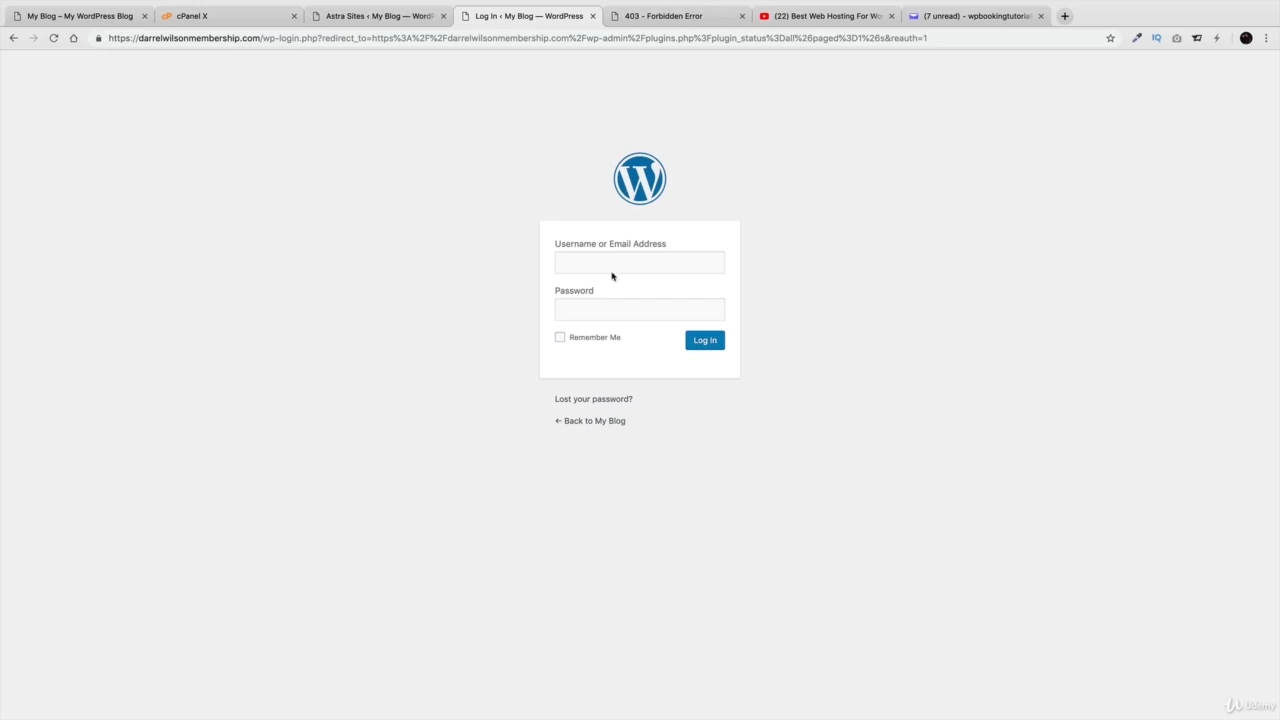 My Blog – My WordPress Blog
cPanel X
Astra Sites ‹ My Blog — WordP
Log In ‹ My Blog — WordPress
403 - Forbidden Error
(22) Best Web Hosting For Wo
(7 unread) - wpbookingtutorial
https://darrelwilsonmembership.com/wp-login.php?redirect_to=https%3A%2F%2Fdarrelwilsonmembership.com%2Fwp-admin%2Fplugins.php%3Fplugin_status%3Dall%26paged%3D1%26s&reauth=1
IQ
Username or Email Address
Password
Remember Me
Log In
Lost your password?
← Back to My Blog
Udemy